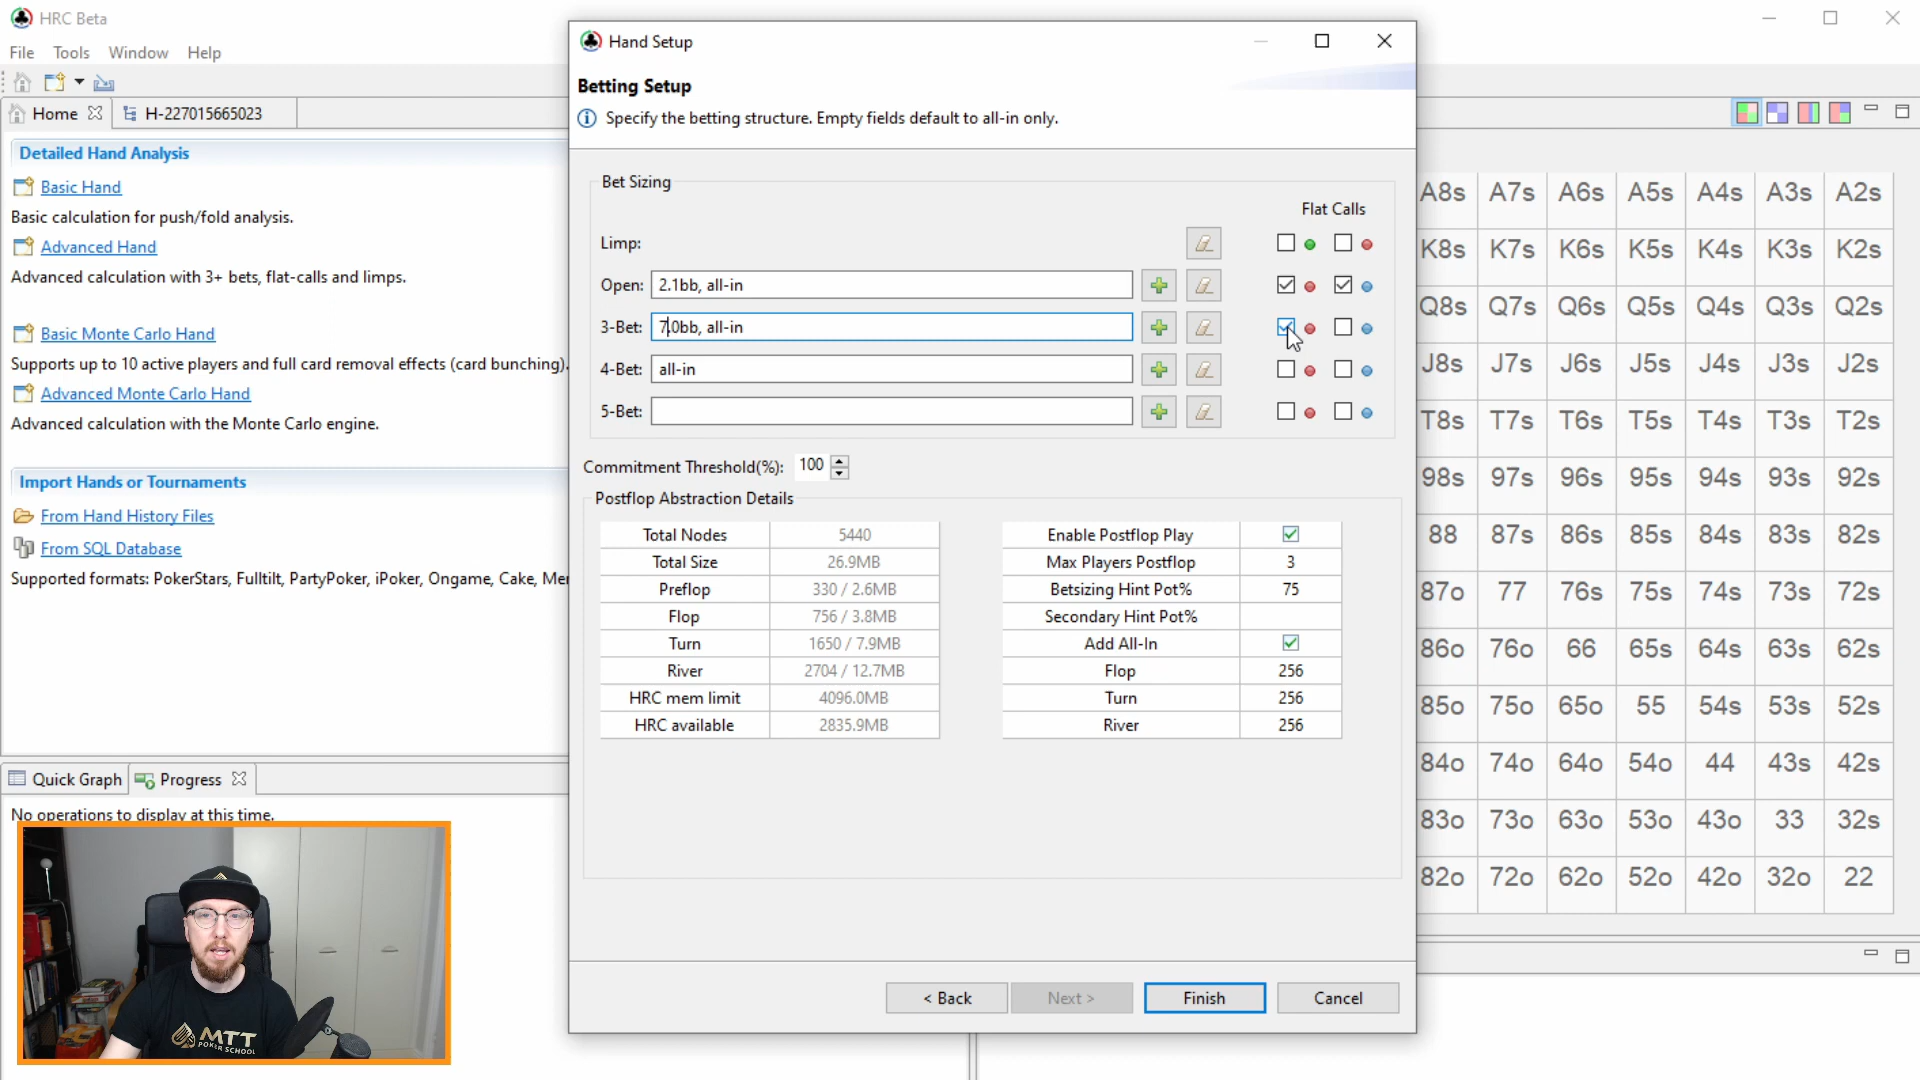 HRC Beta
File Tools Window Help
Home H-227015665023
Detailed Hand Analysis
Basic Hand
Basic calculation for push/fold analysis.
Advanced Hand
Advanced calculation with 3+ bets, flat-calls and limps.
Basic Monte Carlo Hand
Supports up to 10 active players and full card removal effects (card bunching).
Advanced Monte Carlo Hand
Advanced calculation with the Monte Carlo engine.
Import Hands or Tournaments
From Hand History Files
From SQL Database
Supported formats: PokerStars, Fulltilt, PartyPoker, iPoker, Ongame, Cake, Mer
Quick Graph Progress
No operations to display at this time.
MTT
POKER SCHOOL
Hand Setup
Betting Setup
Specify the betting structure. Empty fields default to all-in only.
Bet Sizing
Flat Calls
Limp:
Open: 2.1bb, all-in
3-Bet: 7.0bb, all-in
4-Bet: all-in
5-Bet:
Commitment Threshold(%): 100
Postflop Abstraction Details
Total Nodes 5440
Total Size 26.9MB
Preflop 330 / 2.6MB
Flop 756 / 3.8MB
Turn 1650 / 7.9MB
River 2704 / 12.7MB
HRC mem limit 4096.0MB
HRC available 2835.9MB
Enable Postflop Play
Max Players Postflop 3
Betsizing Hint Pot% 75
Secondary Hint Pot%
Add All-In
Flop 256
Turn 256
River 256
< Back Next > Finish Cancel
A8s A7s A6s A5s A4s A3s A2s
K8s K7s K6s K5s K4s K3s K2s
Q8s Q7s Q6s Q5s Q4s Q3s Q2s
J8s J7s J6s J5s J4s J3s J2s
T8s T7s T6s T5s T4s T3s T2s
98s 97s 96s 95s 94s 93s 92s
88 87s 86s 85s 84s 83s 82s
87o 77 76s 75s 74s 73s 72s
86o 76o 66 65s 64s 63s 62s
85o 75o 65o 55 54s 53s 52s
84o 74o 64o 54o 44 43s 42s
83o 73o 63o 53o 43o 33 32s
82o 72o 62o 52o 42o 32o 22